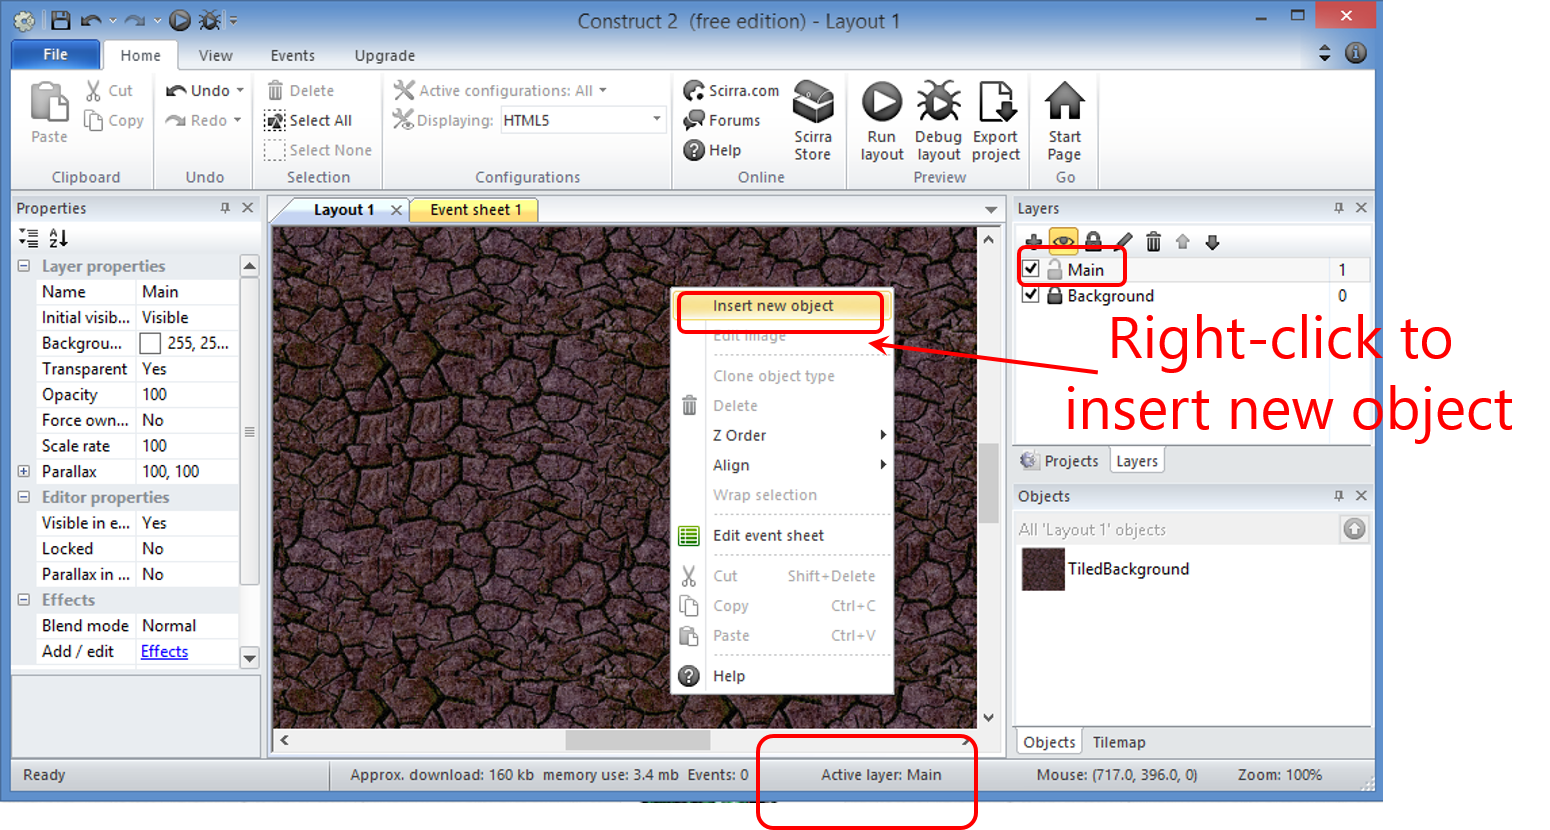 Construct 2 (free edition) - Layout 1
File Home View Events Upgrade
Paste
Cut
Copy
Clipboard
Undo
Redo
Undo
Delete
Select All
Select None
Selection
Active configurations: All
Displaying: HTML5
Configurations
Scirra.com
Forums
Help
Scirra
Store
Online
Run
layout
Debug
layout
Export
project
Preview
Start
Page
Go
Properties
Layer properties
Name Main
Initial visib... Visible
Backgrou... 255, 25...
Transparent Yes
Opacity 100
Force own... No
Scale rate 100
Parallax 100, 100
Editor properties
Visible in e... Yes
Locked No
Parallax in ... No
Effects
Blend mode Normal
Add / edit Effects
Layout 1 Event sheet 1
Insert new object
Edit image
Clone object type
Delete
Z Order
Align
Wrap selection
Edit event sheet
Cut Shift+Delete
Copy Ctrl+C
Paste Ctrl+V
Help
Layers
Main 1
Background 0
Right-click to
insert new object
Projects Layers
Objects
All 'Layout 1' objects
TiledBackground
Objects Tilemap
Ready Approx. download: 160 kb memory use: 3.4 mb Events: 0 Active layer: Main Mouse: (717.0, 396.0, 0) Zoom: 100%